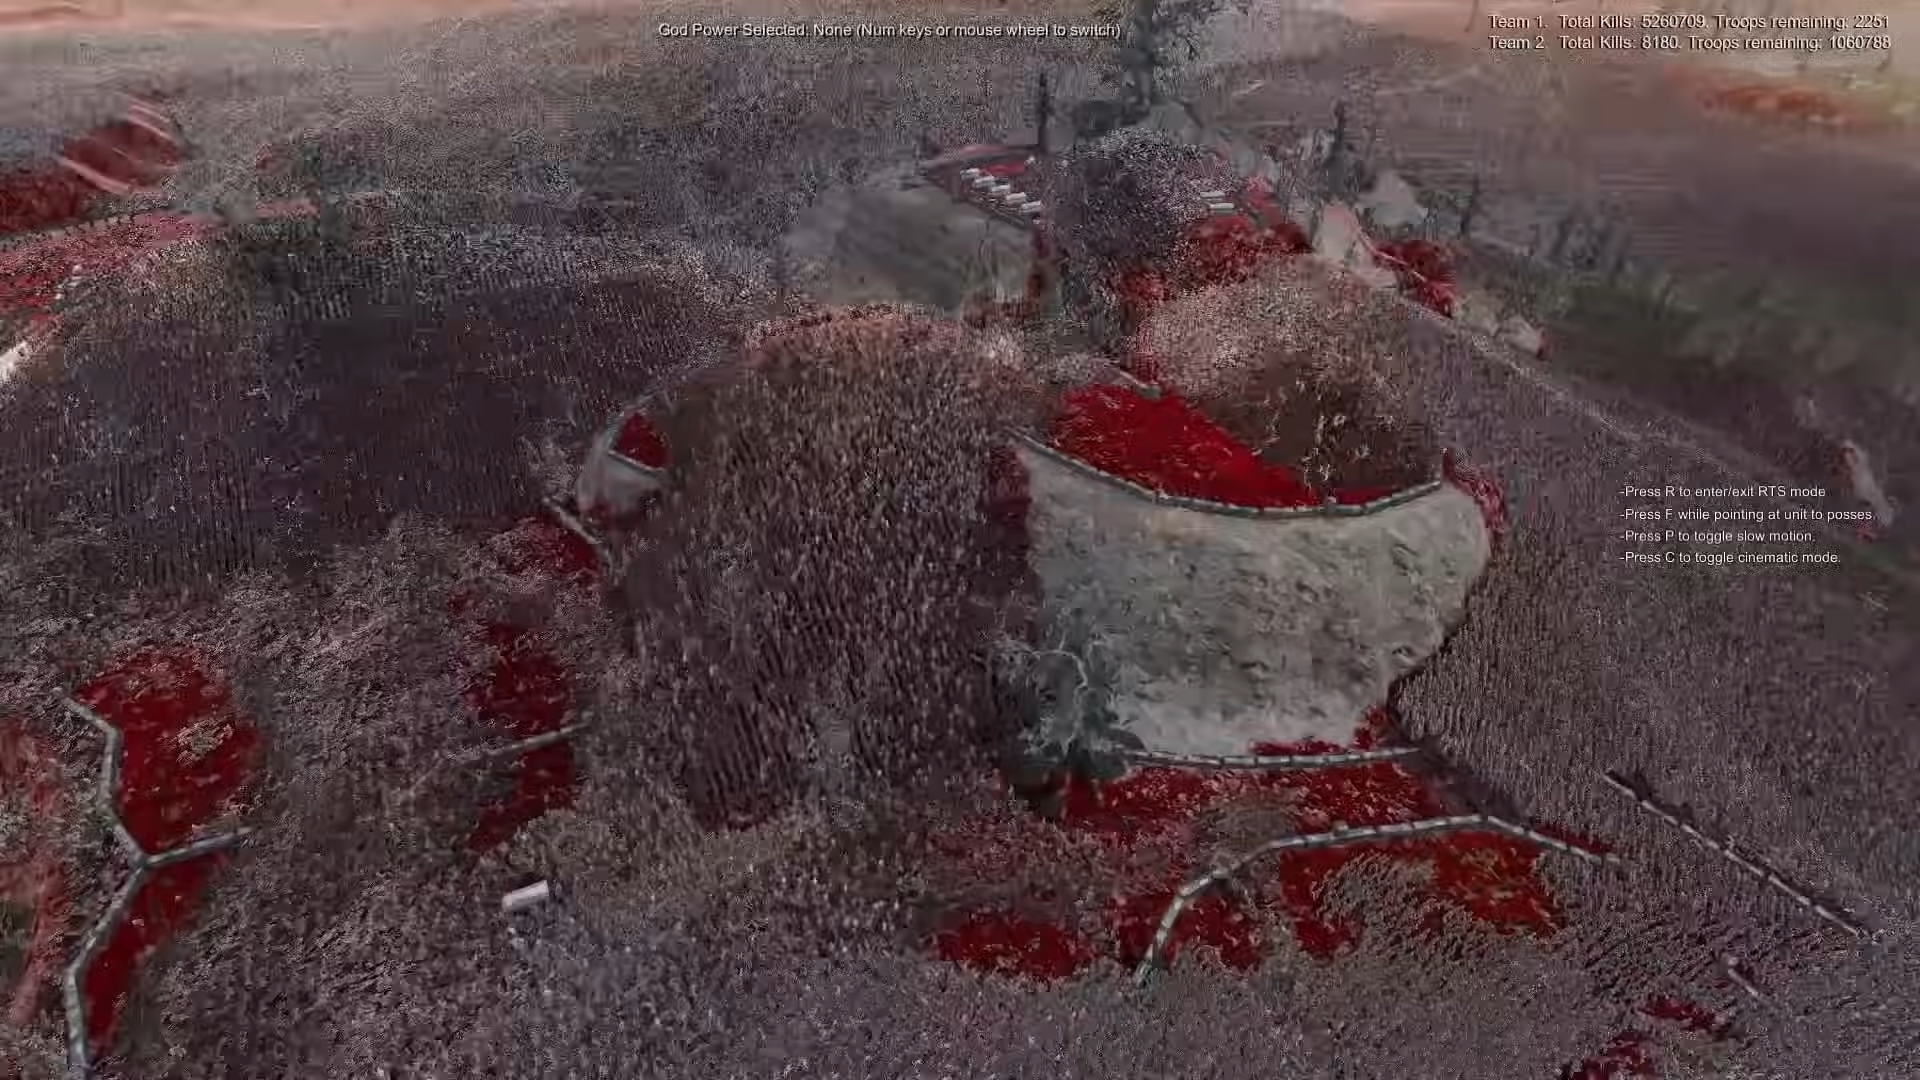 God Power Selected: None (Num keys or mouse wheel to switch)
Team 1. Total Kills: 5260709. Troops remaining: 2251
Team 2 Total Kills: 8180. Troops remaining: 1060788
-Press R to enter/exit RTS mode
-Press F while pointing at unit to posses.
-Press P to toggle slow motion.
-Press C to toggle cinematic mode.